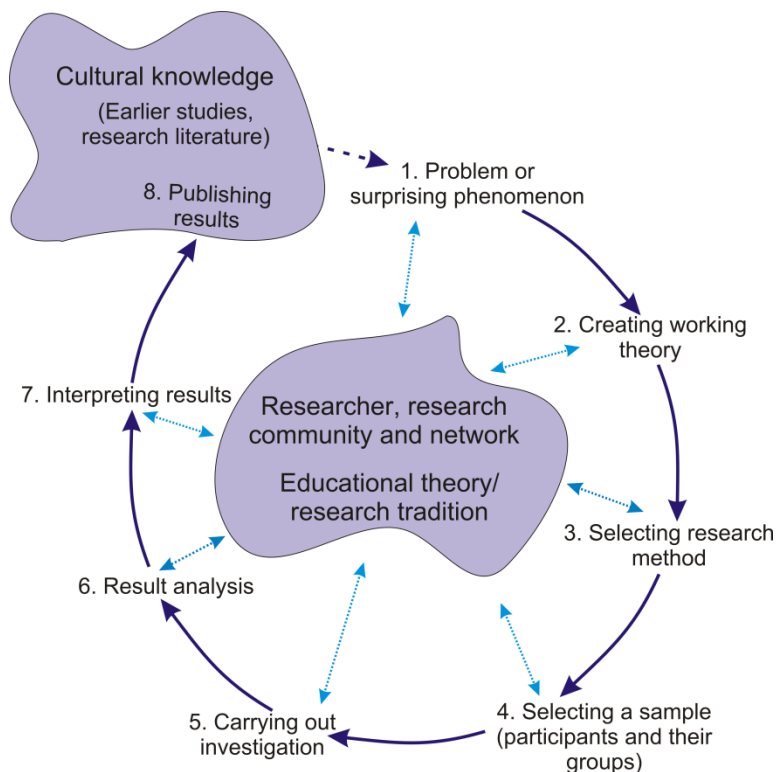 Cultural knowledge
(Earlier studies,
research literature)
8. Publishing
results
1. Problem or
surprising phenomenon
2. Creating working
theory
3. Selecting research
method
4. Selecting a sample
(participants and their
groups)
5. Carrying out
investigation
6. Result analysis
7. Interpreting results
Researcher, research
community and network
Educational theory/
research tradition